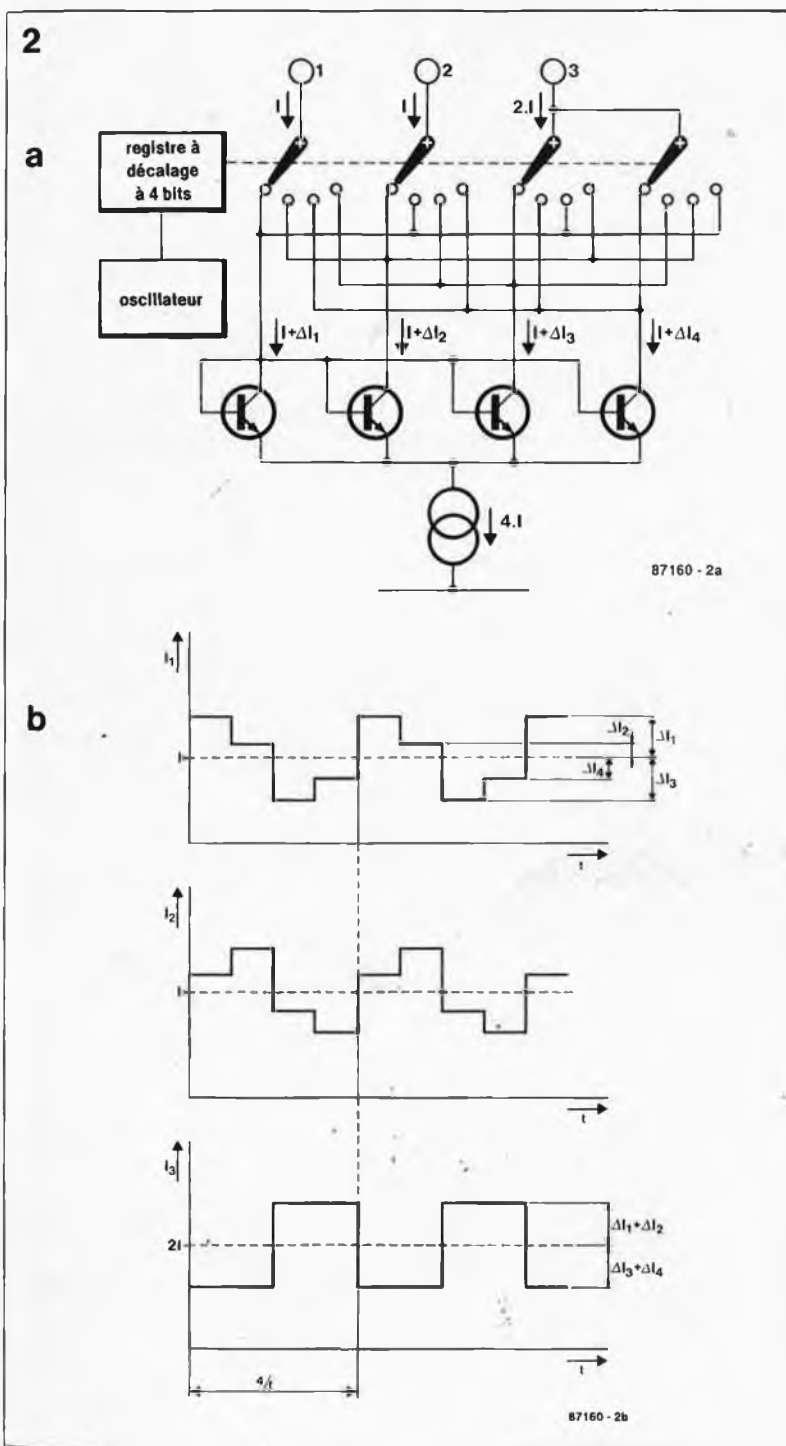 2
a
1
2
3
I
I
2.I
registre à
décalage
à 4 bits
oscillateur
I+ΔI₁
I+ΔI₂
I+ΔI₃
I+ΔI₄
4.I
87160 - 2a
b
I₁
I
ΔI₂
ΔI₁
ΔI₄
ΔI₃
t
I₂
I
t
I₃
2I
ΔI₁+ΔI₂
ΔI₃+ΔI₄
t
4/f
87160 - 2b